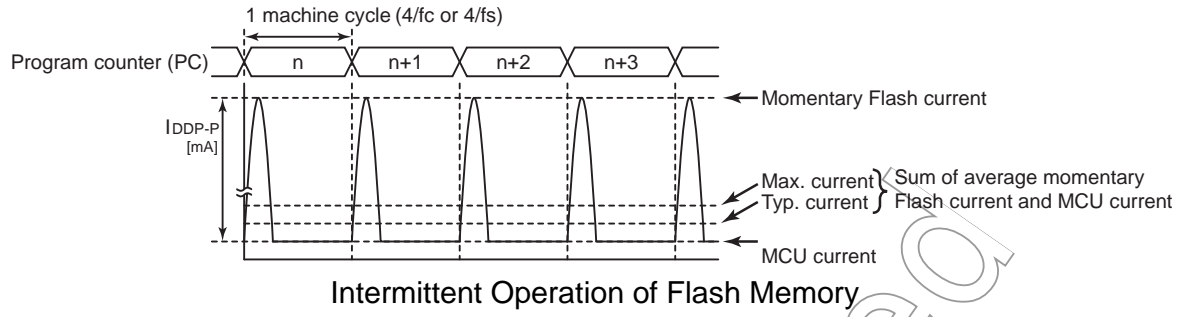 1 machine cycle (4/fc or 4/fs)
Program counter (PC)
n
n+1
n+2
n+3
Momentary Flash current
IDDP-P
[mA]
Max. current
Typ. current
Sum of average momentary
Flash current and MCU current
MCU current
Intermittent Operation of Flash Memory